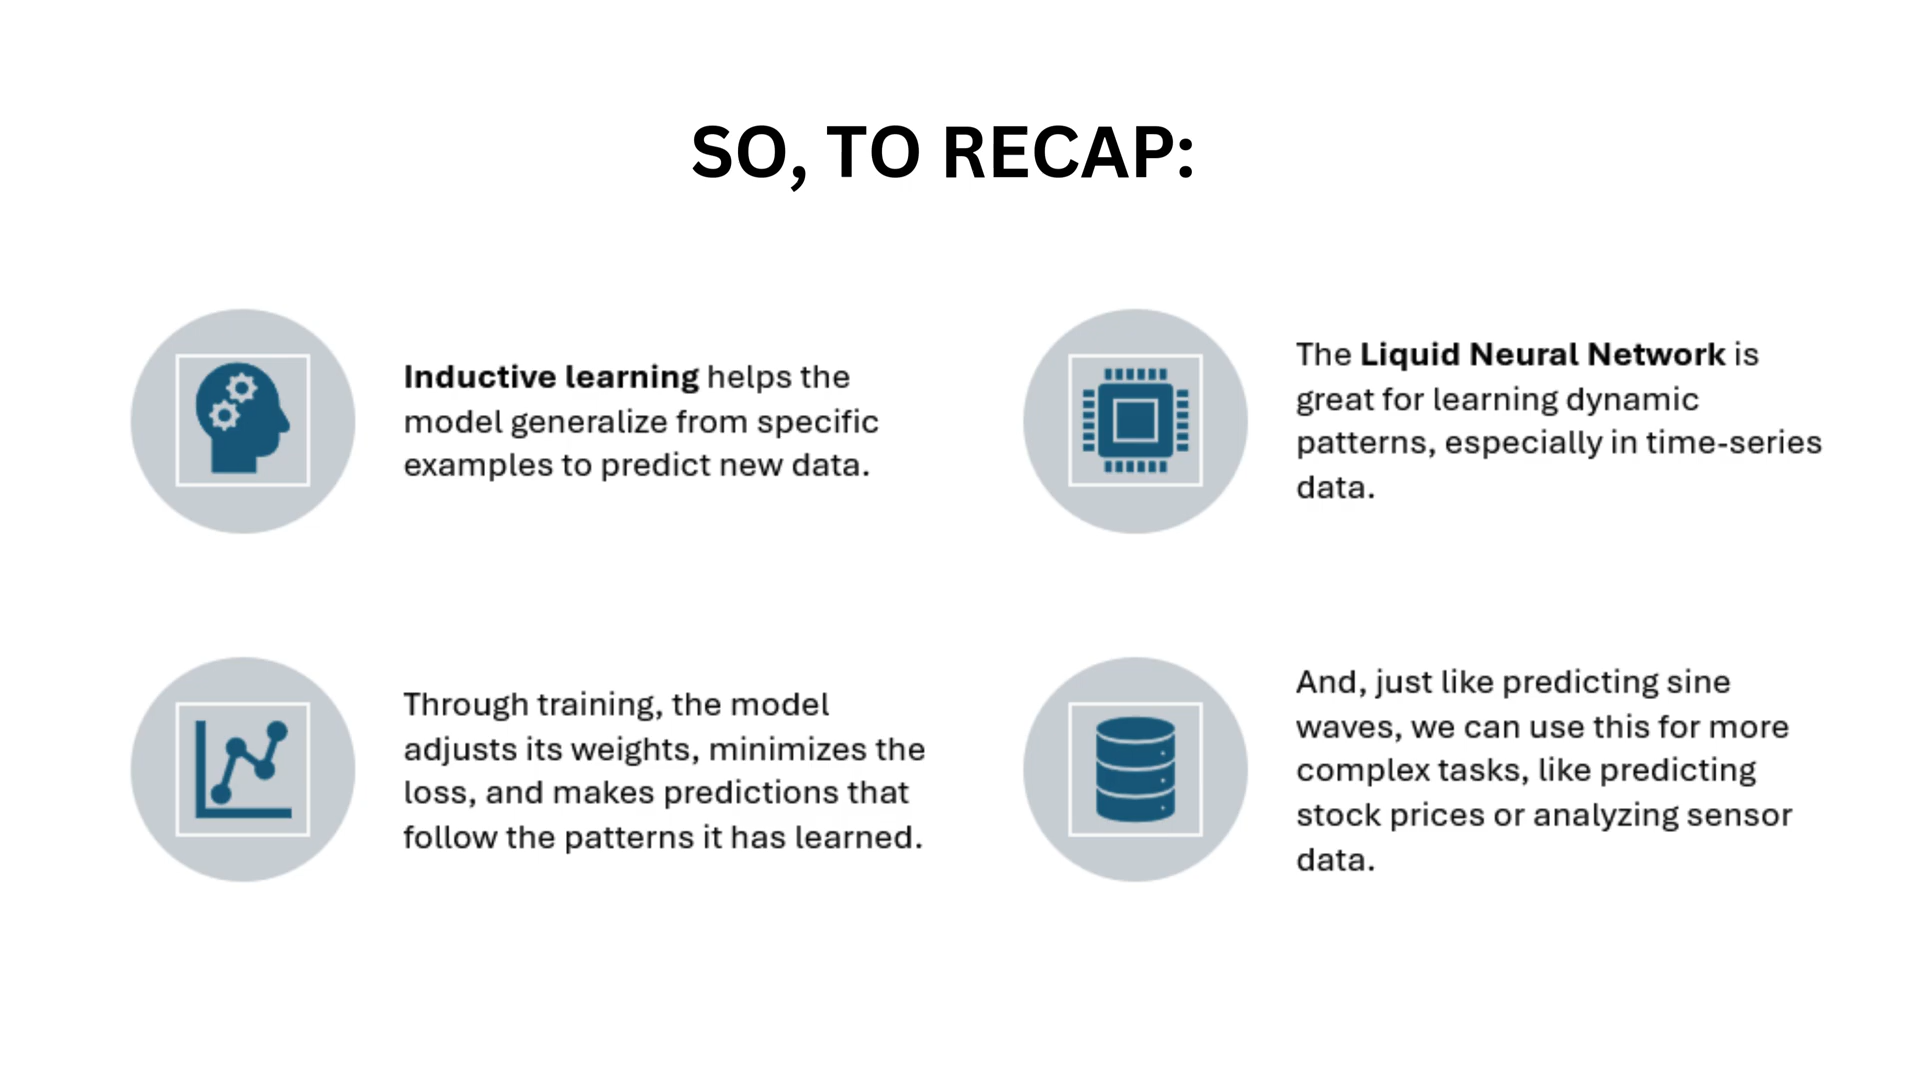 SO, TO RECAP:
Inductive learning helps the
model generalize from specific
examples to predict new data.
The Liquid Neural Network is
great for learning dynamic
patterns, especially in time-series
data.
Through training, the model
adjusts its weights, minimizes the
loss, and makes predictions that
follow the patterns it has learned.
And, just like predicting sine
waves, we can use this for more
complex tasks, like predicting
stock prices or analyzing sensor
data.